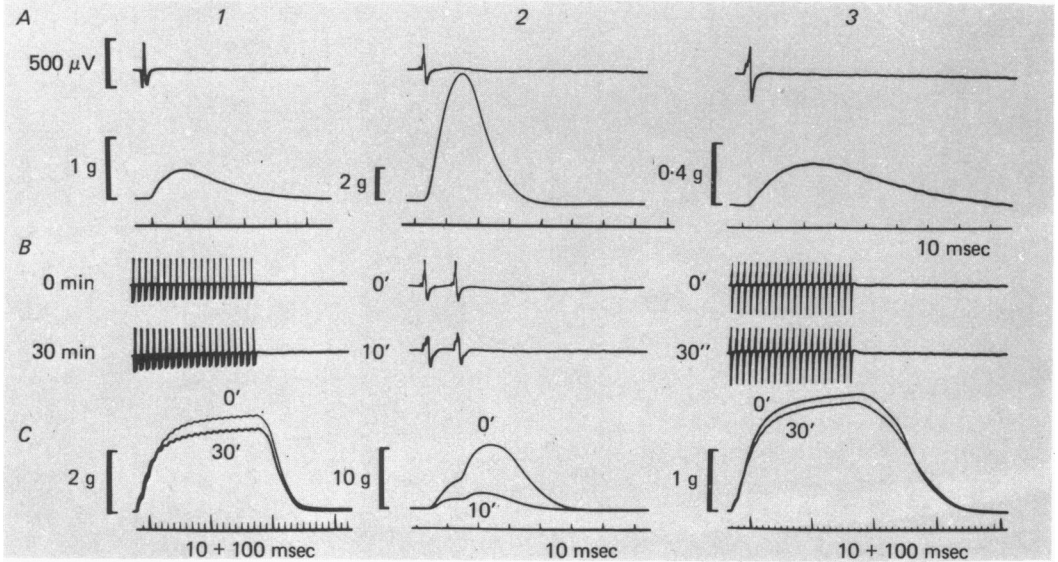 A 1 2 3
500 µV
1 g 2 g 0·4 g
10 msec
B
0 min 0′ 0′
30 min 10′ 30′′
0′ 0′ 0′
C 30′ 30′
2 g 10 g 1 g
10′
10 + 100 msec 10 msec 10 + 100 msec